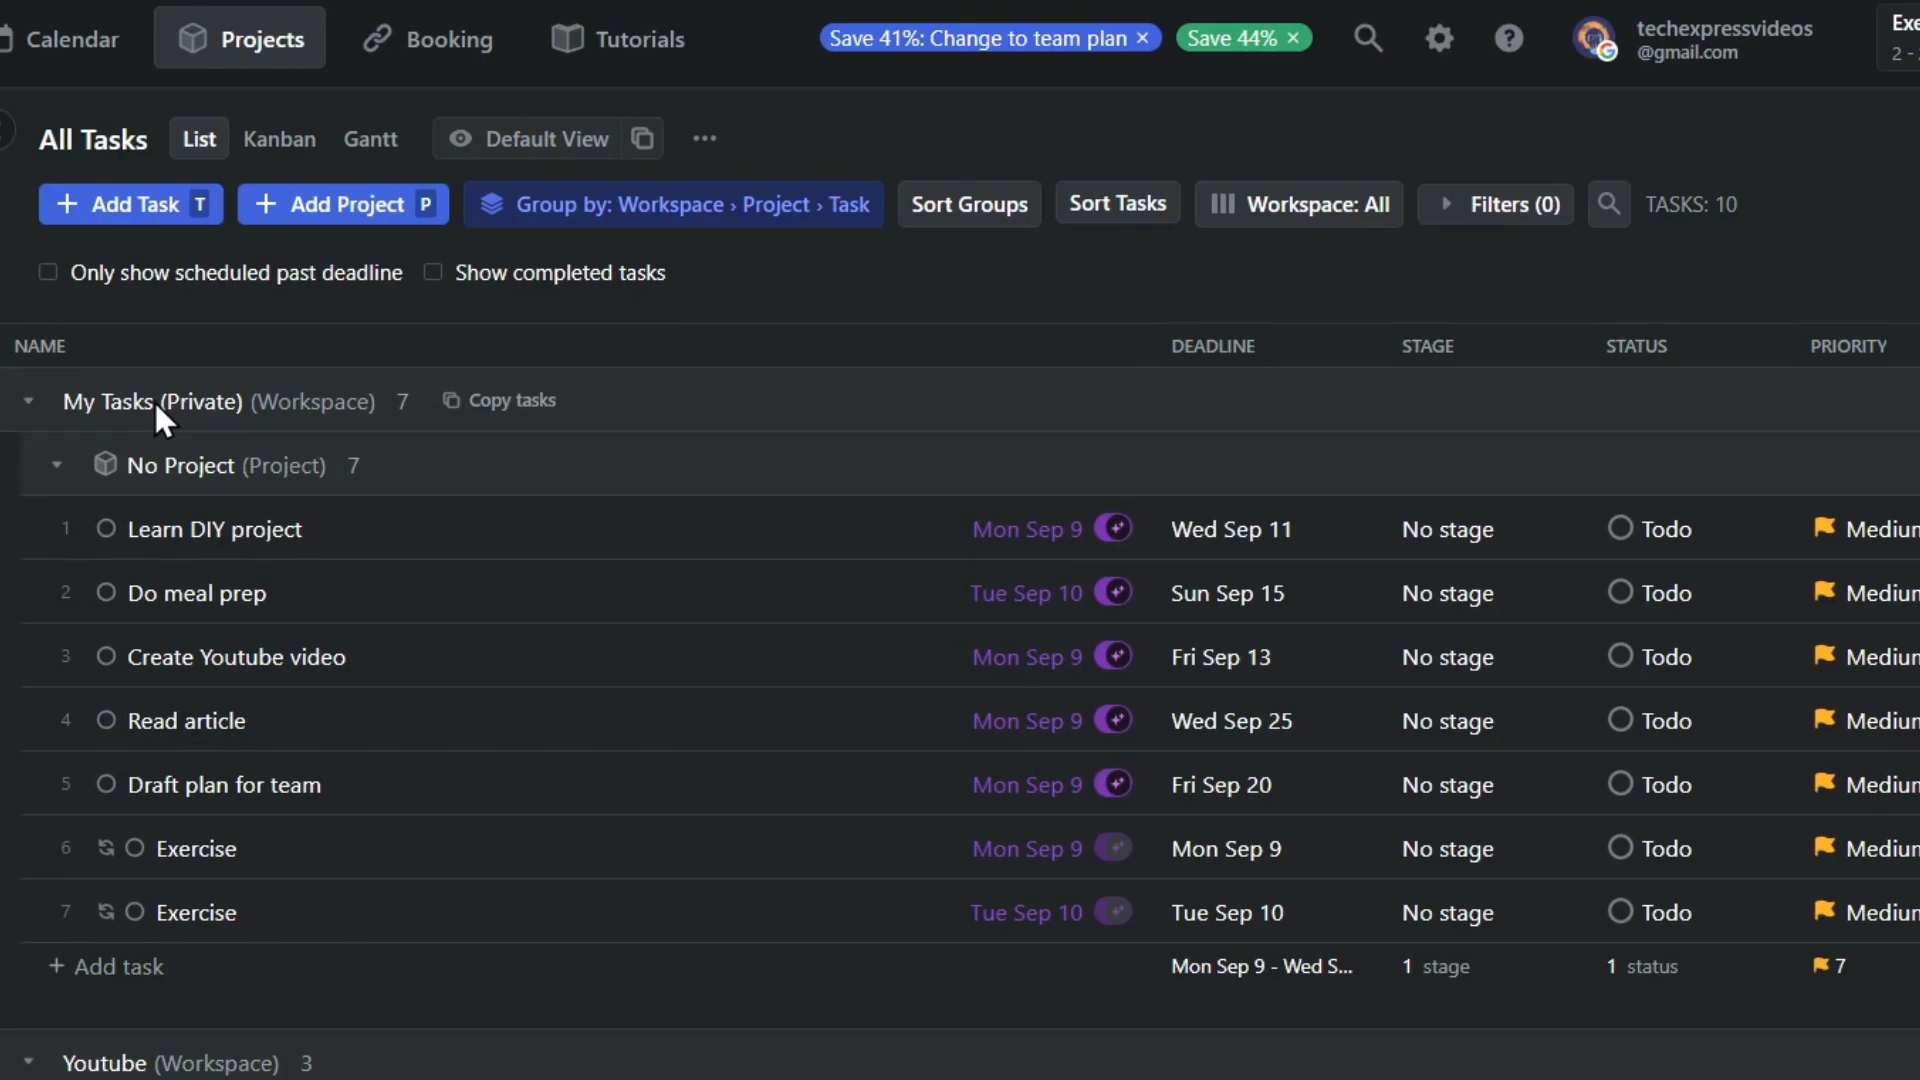 Calendar Projects Booking Tutorials Save 41%: Change to team plan × Save 44% × techexpressvideos @gmail.com Exe
2 -
All Tasks List Kanban Gantt Default View
+ Add Task T + Add Project P Group by: Workspace › Project › Task Sort Groups Sort Tasks Workspace: All Filters (0) TASKS: 10
Only show scheduled past deadline Show completed tasks
NAME DEADLINE STAGE STATUS PRIORITY
My Tasks (Private) (Workspace) 7 Copy tasks
No Project (Project) 7
1 Learn DIY project Mon Sep 9 Wed Sep 11 No stage Todo Medium
2 Do meal prep Tue Sep 10 Sun Sep 15 No stage Todo Medium
3 Create Youtube video Mon Sep 9 Fri Sep 13 No stage Todo Medium
4 Read article Mon Sep 9 Wed Sep 25 No stage Todo Medium
5 Draft plan for team Mon Sep 9 Fri Sep 20 No stage Todo Medium
6 Exercise Mon Sep 9 Mon Sep 9 No stage Todo Medium
7 Exercise Tue Sep 10 Tue Sep 10 No stage Todo Medium
+ Add task Mon Sep 9 - Wed S... 1 stage 1 status 7
Youtube (Workspace) 3